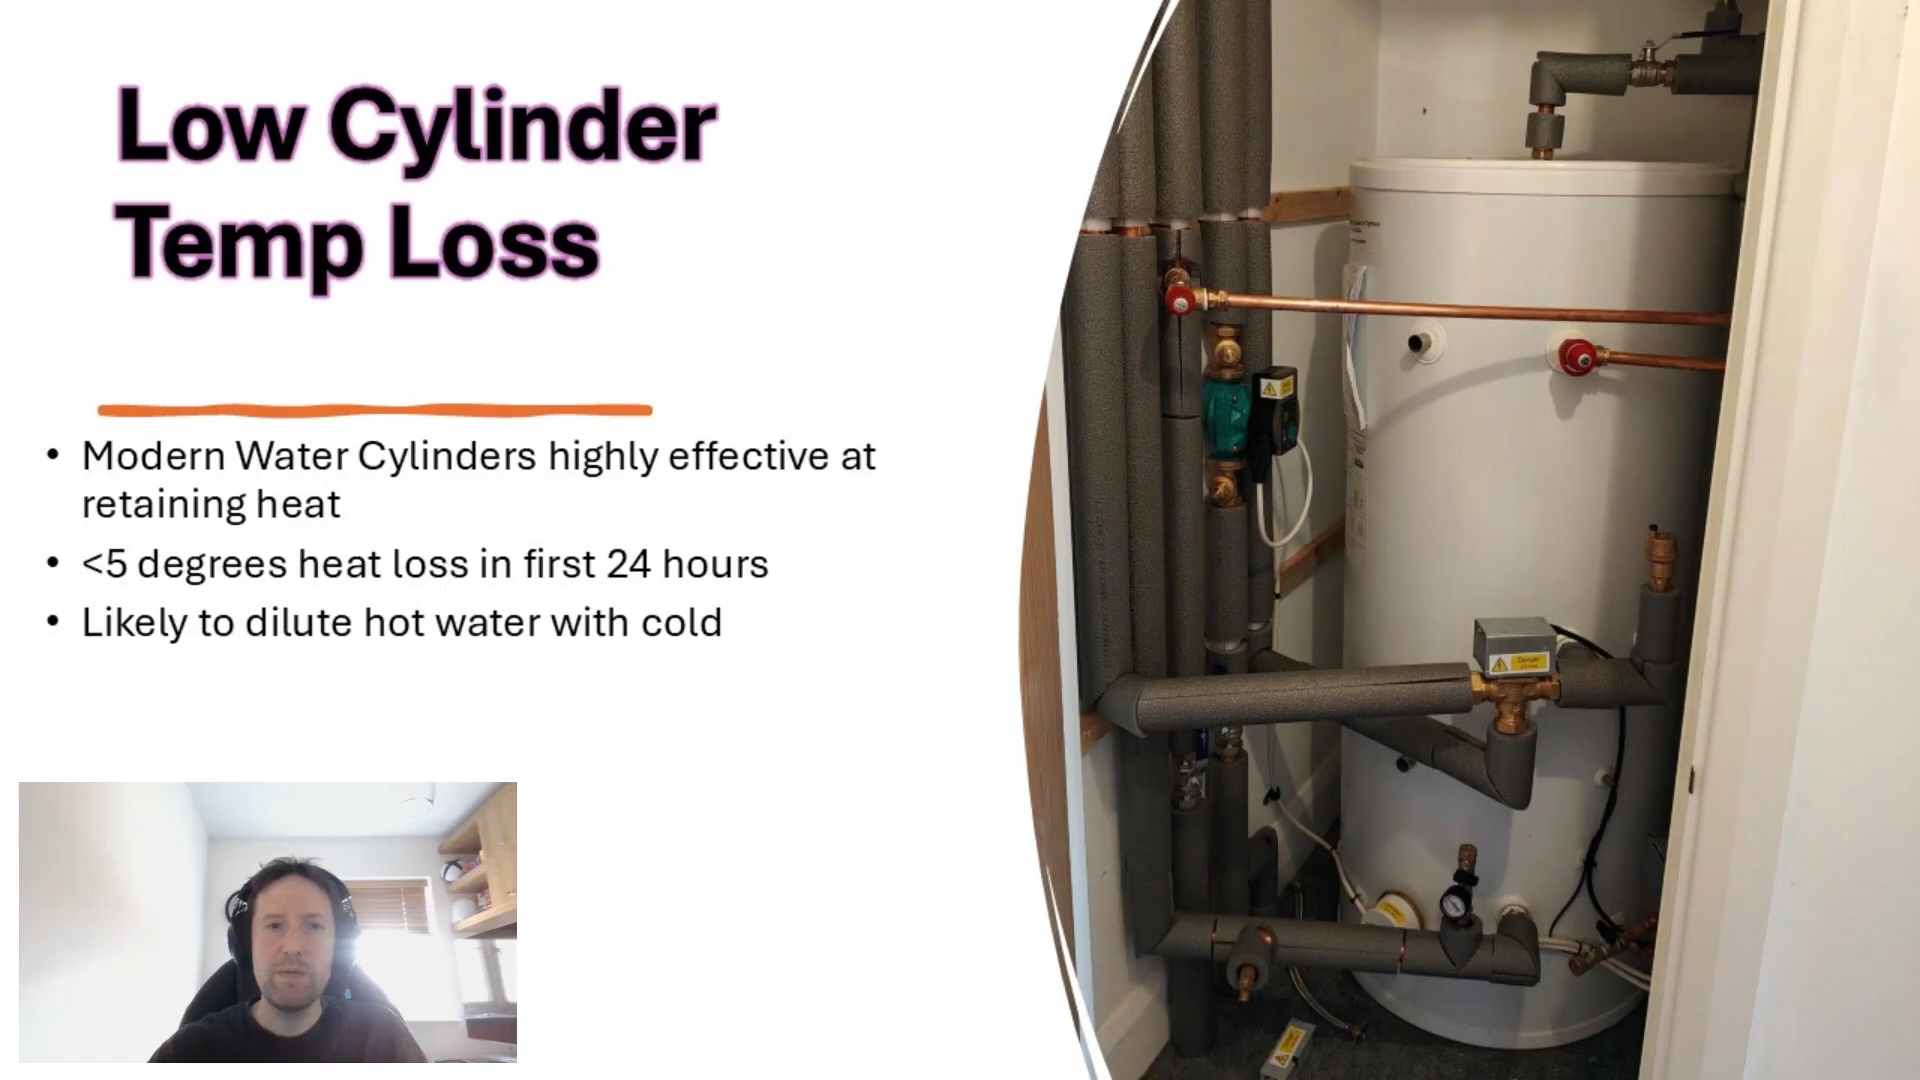 Low Cylinder
Temp Loss
• Modern Water Cylinders highly effective at
retaining heat
• <5 degrees heat loss in first 24 hours
• Likely to dilute hot water with cold
Danger